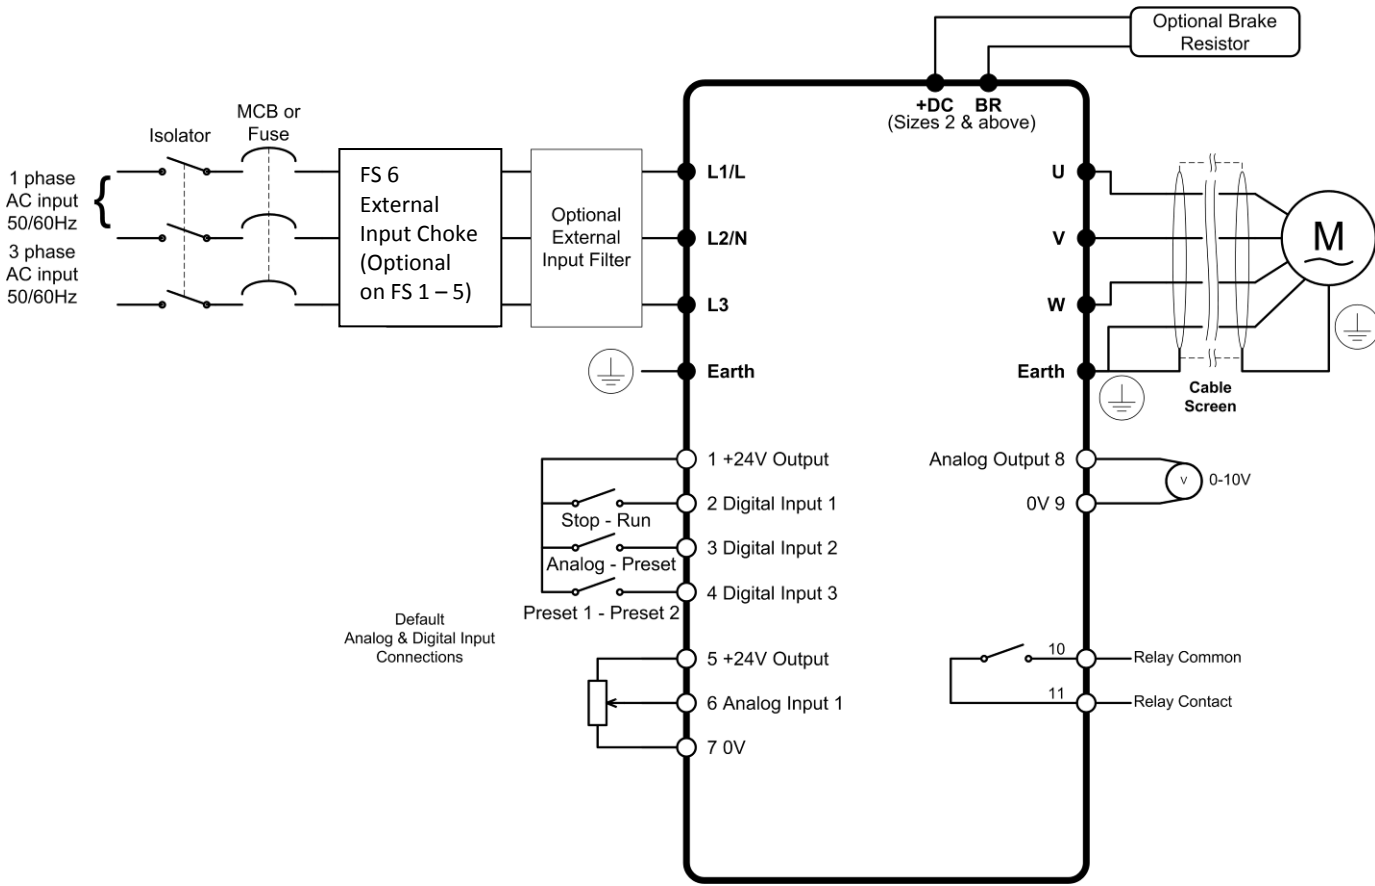 Optional Brake
Resistor
+DC BR
(Sizes 2 & above)
MCB or
Fuse
Isolator
1 phase
AC input
50/60Hz
{
3 phase
AC input
50/60Hz
FS 6
External
Input Choke
(Optional
on FS 1 – 5)
Optional
External
Input Filter
L1/L
L2/N
L3
Earth
U
V
W
Earth
M
Cable
Screen
1 +24V Output
2 Digital Input 1
Stop - Run
3 Digital Input 2
Analog - Preset
4 Digital Input 3
Preset 1 - Preset 2
Default
Analog & Digital Input
Connections
5 +24V Output
6 Analog Input 1
7 0V
Analog Output 8
V
0-10V
0V 9
10
Relay Common
11
Relay Contact